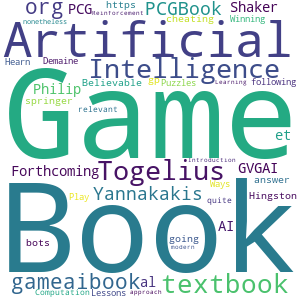 org PCG https PCGBook Shaker
Reinforcement cheating Winning
nonetheless
Artificial
Hearn Demaine Believable gp Puzzles Learning following
Philip Intelligence
springer relevant et
Game
Forthcoming Togelius GVGAI
introduction
Yannakakis Ways answer
Play quite Hingston
Book
bots going AI
modern
gameaibook al textbook
Computation Lessons approach